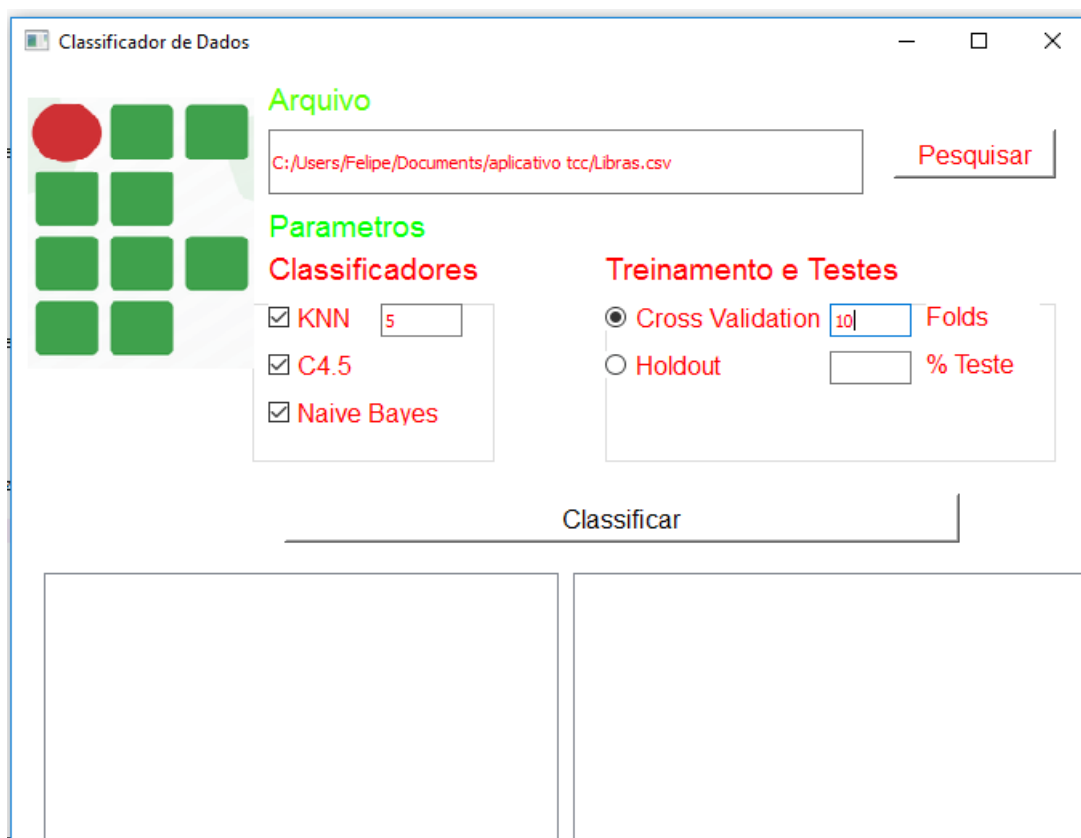 Classificador de Dados
Arquivo
C:/Users/Felipe/Documents/aplicativo tcc/Libras.csv
Pesquisar
Parametros
Classificadores
KNN 5
C4.5
Naive Bayes
Treinamento e Testes
Cross Validation 10 Folds
Holdout % Teste
Classificar